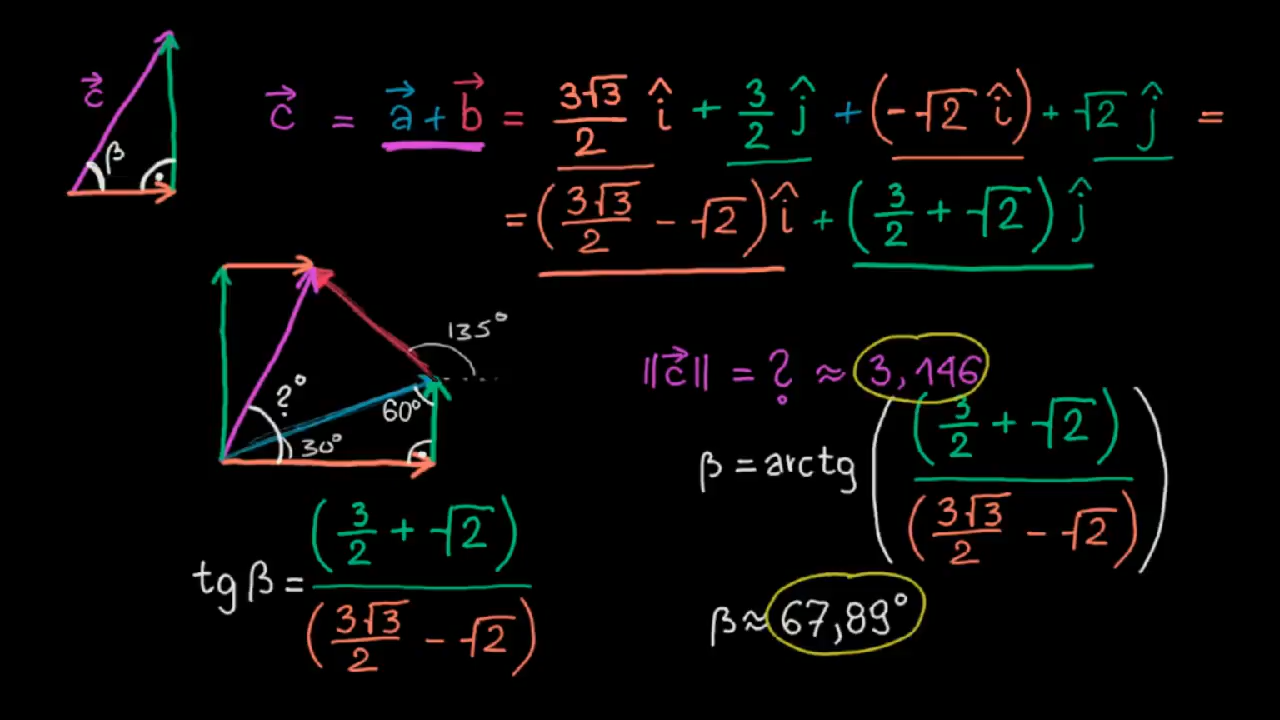 c⃗ β
c⃗ = a⃗ + b⃗ = 3√3/2 î + 3/2 ĵ + (-√2 î) + √2 ĵ =
= (3√3/2 - √2) î + (3/2 + √2) ĵ
135°
?° 60° 30°
||c⃗|| = ? ≈ 3,146
β = arctg ((3/2 + √2)/(3√3/2 - √2))
tg β = (3/2 + √2)/(3√3/2 - √2)
β ≈ 67,89°